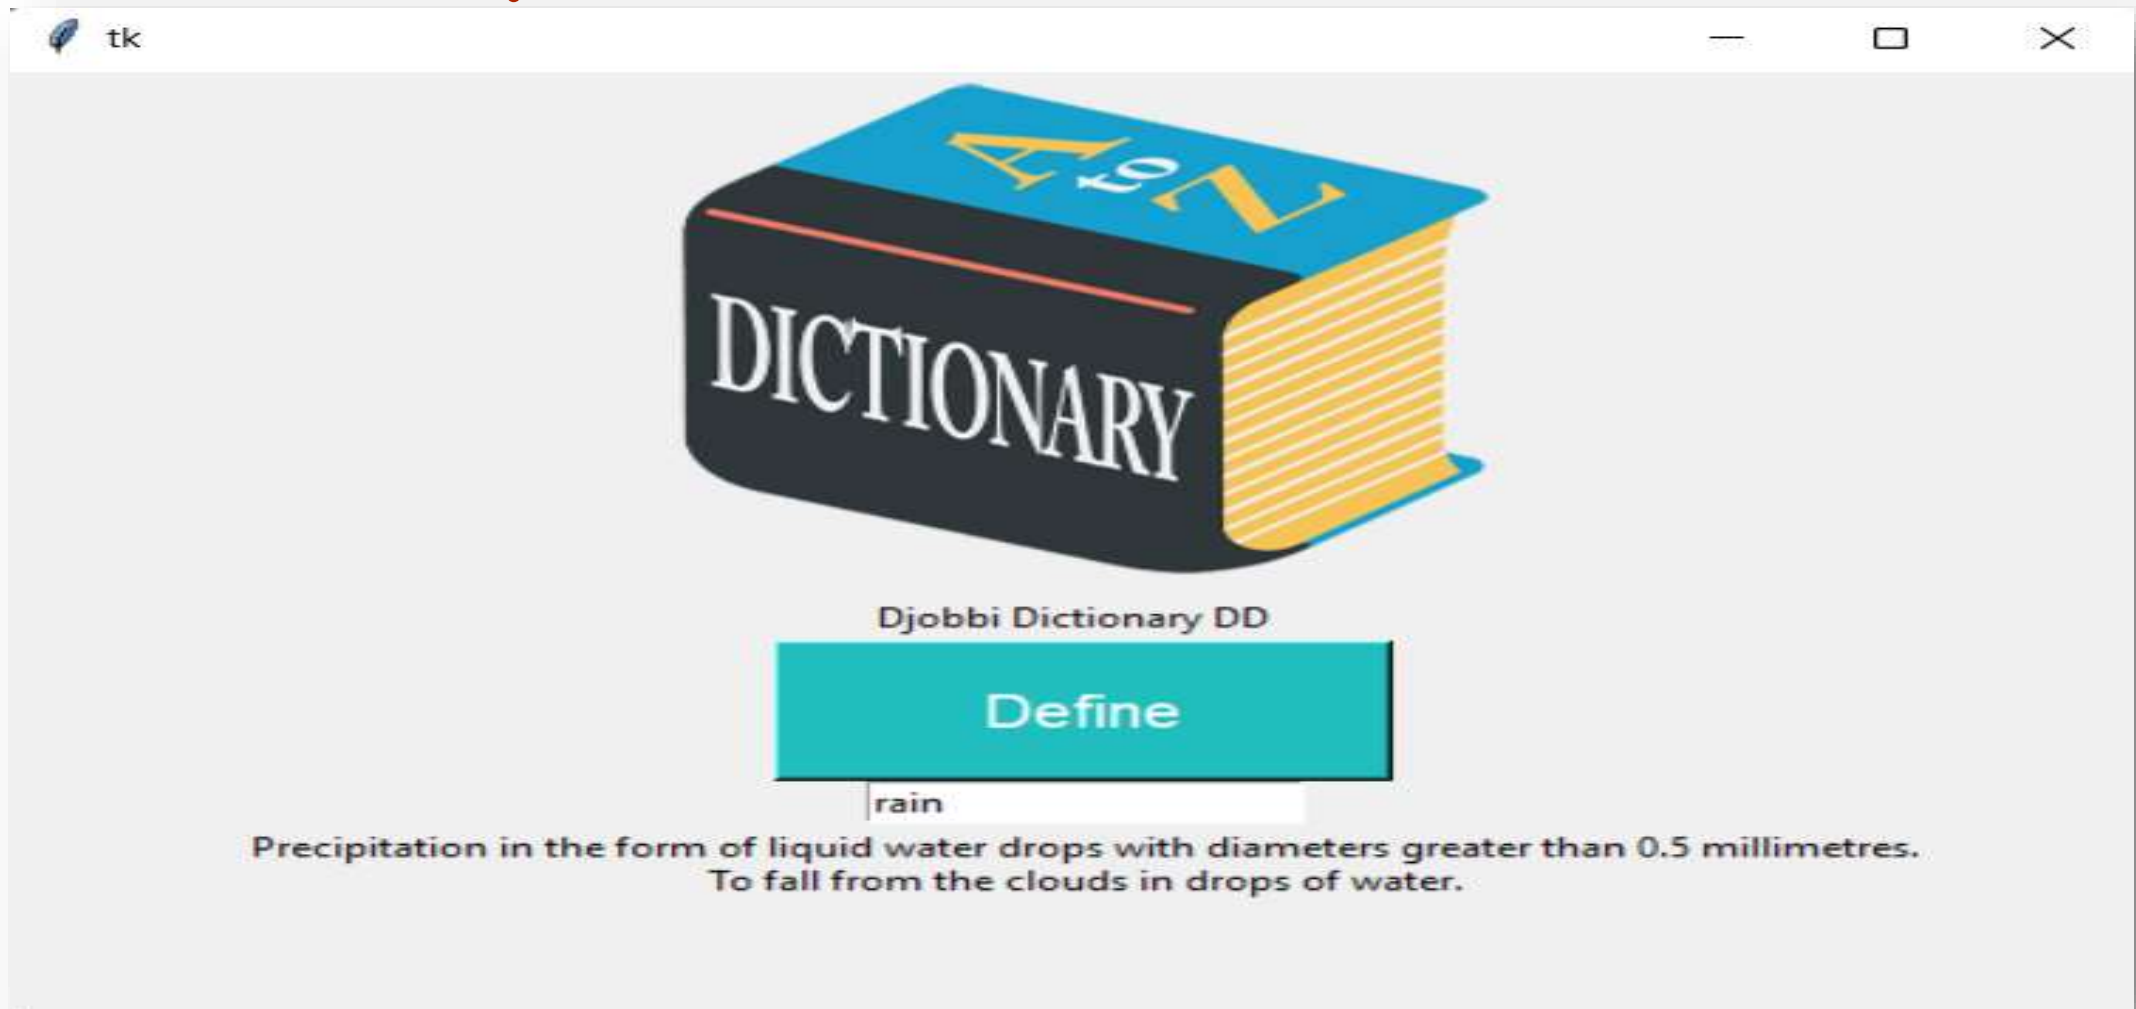 tk
A
to
Z
DICTIONARY
Djobbi Dictionary DD
Define
rain
Precipitation in the form of liquid water drops with diameters greater than 0.5 millimetres.
To fall from the clouds in drops of water.